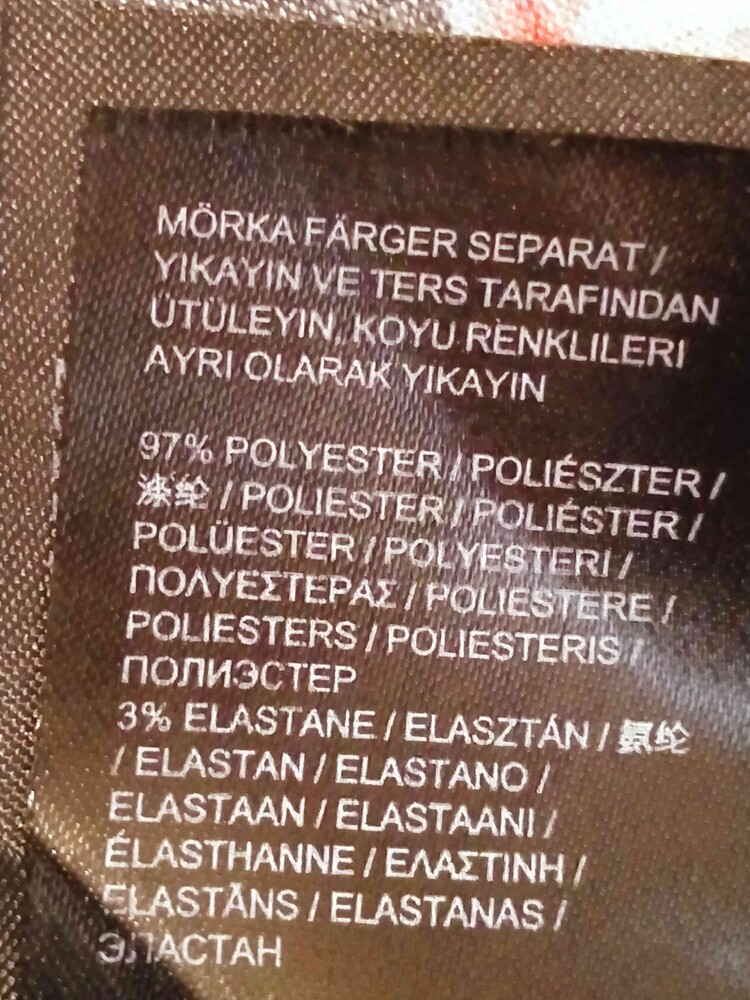 MÖRKA FÄRGER SEPARAT /
YIKAYIN VE TERS TARAFINDAN
ÜTÜLEYIN, KOYU RENKLILERI
AYRI OLARAK YIKAYIN
97% POLYESTER / POLIÉSZTER /
涤纶 / POLIESTER / POLIÉSTER /
POLÜESTER / POLYESTERI /
ΠΟΛΥΕΣΤΕΡΑΣ / POLIESTERE /
POLIESTERS / POLIESTERIS /
ПОЛИЭСТЕР
3% ELASTANE / ELASZTÁN / 氨纶
/ ELASTAN / ELASTANO /
ELASTAAN / ELASTAANI /
ÉLASTHANNE / ΕΛΑΣΤΙΝΗ /
ELASTĀNS / ELASTANAS /
ЭЛАСТАН